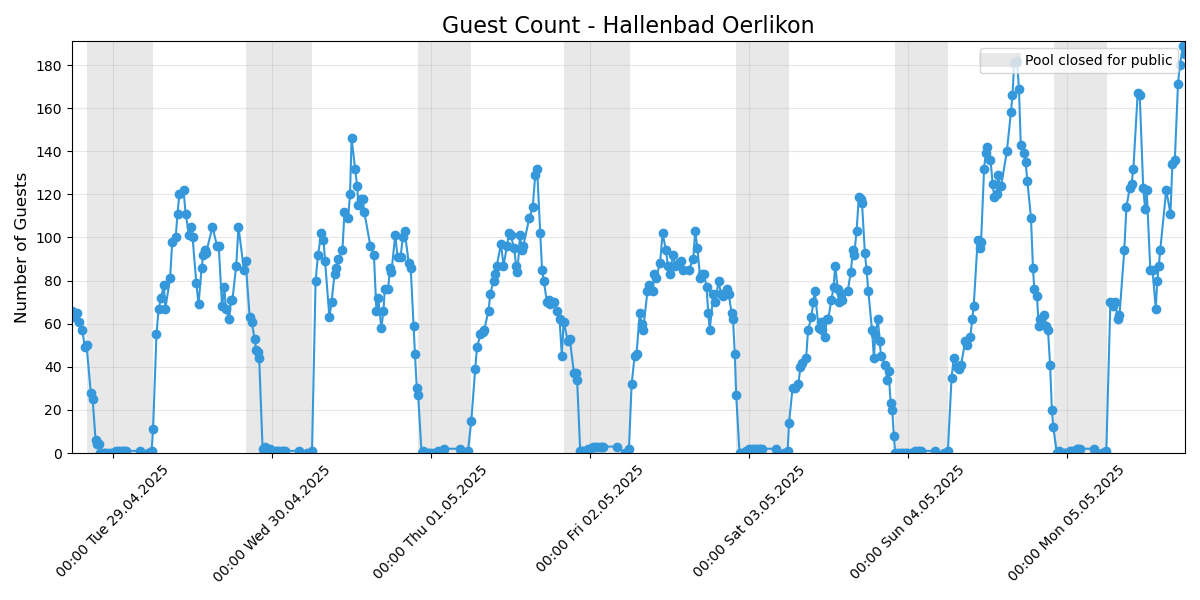 Guest Count - Hallenbad Oerlikon
Pool closed for public
Number of Guests
180
160
140
120
100
80
60
40
20
0
00:00 Tue 29.04.2025
00:00 Wed 30.04.2025
00:00 Thu 01.05.2025
00:00 Fri 02.05.2025
00:00 Sat 03.05.2025
00:00 Sun 04.05.2025
00:00 Mon 05.05.2025